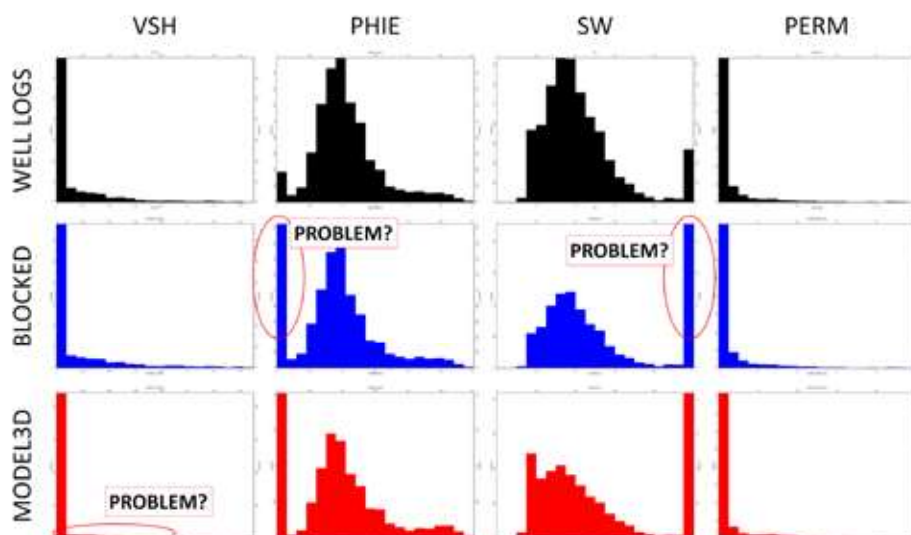 VSH PHIE SW PERM
WELL LOGS
BLOCKED
PROBLEM?
PROBLEM?
MODEL3D
PROBLEM?